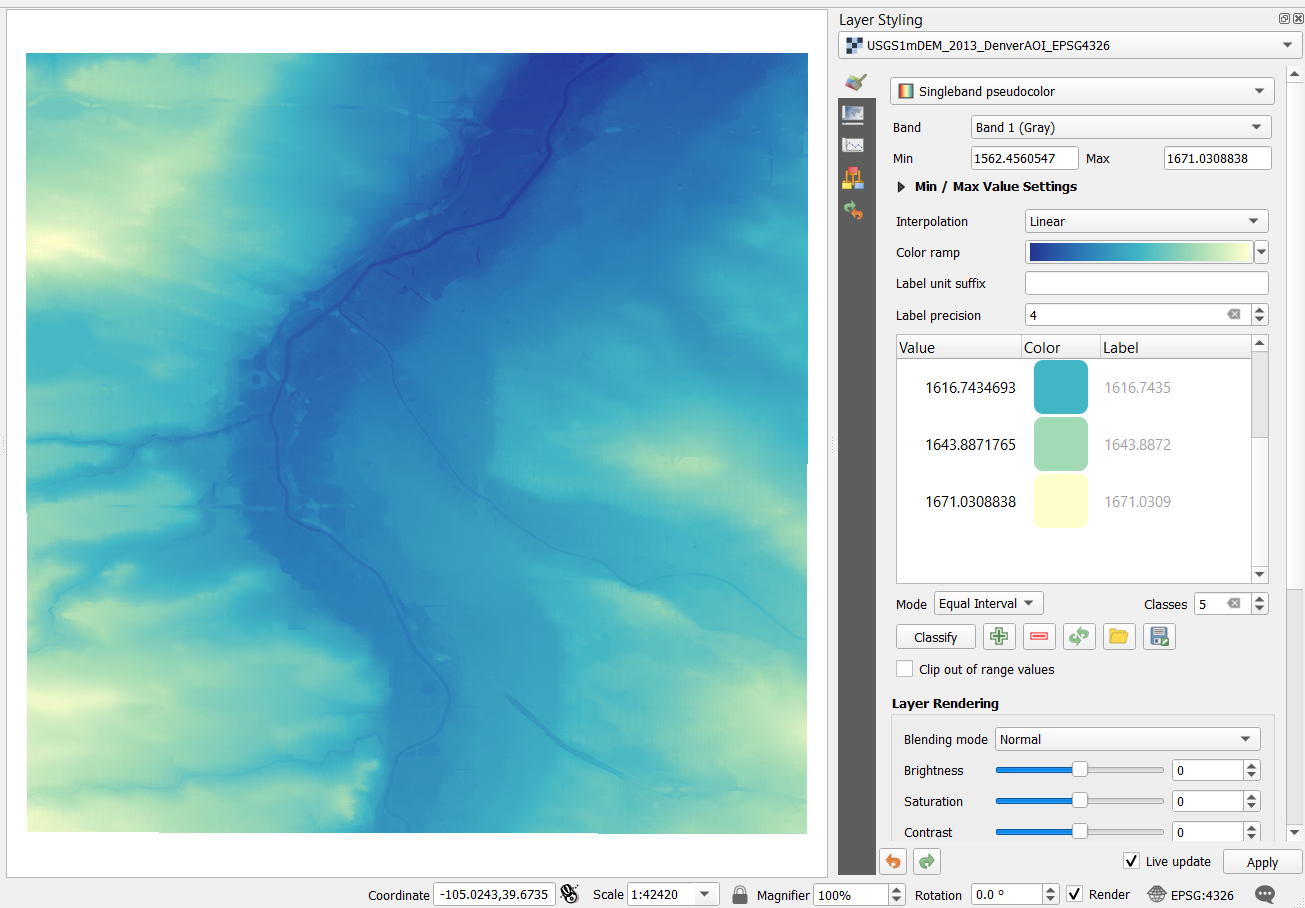 Layer Styling
USGS1mDEM_2013_DenverAOI_EPSG4326
Singleband pseudocolor
Band Band 1 (Gray)
Min 1562.4560547 Max 1671.0308838
Min / Max Value Settings
Interpolation Linear
Color ramp
Label unit suffix
Label precision 4
Value Color Label
1616.7434693 1616.7435
1643.8871765 1643.8872
1671.0308838 1671.0309
Mode Equal Interval Classes 5
Classify
Clip out of range values
Layer Rendering
Blending mode Normal
Brightness 0
Saturation 0
Contrast 0
Live update Apply
Coordinate -105.0243,39.6735 Scale 1:42420 Magnifier 100% Rotation 0.0 ° Render EPSG:4326